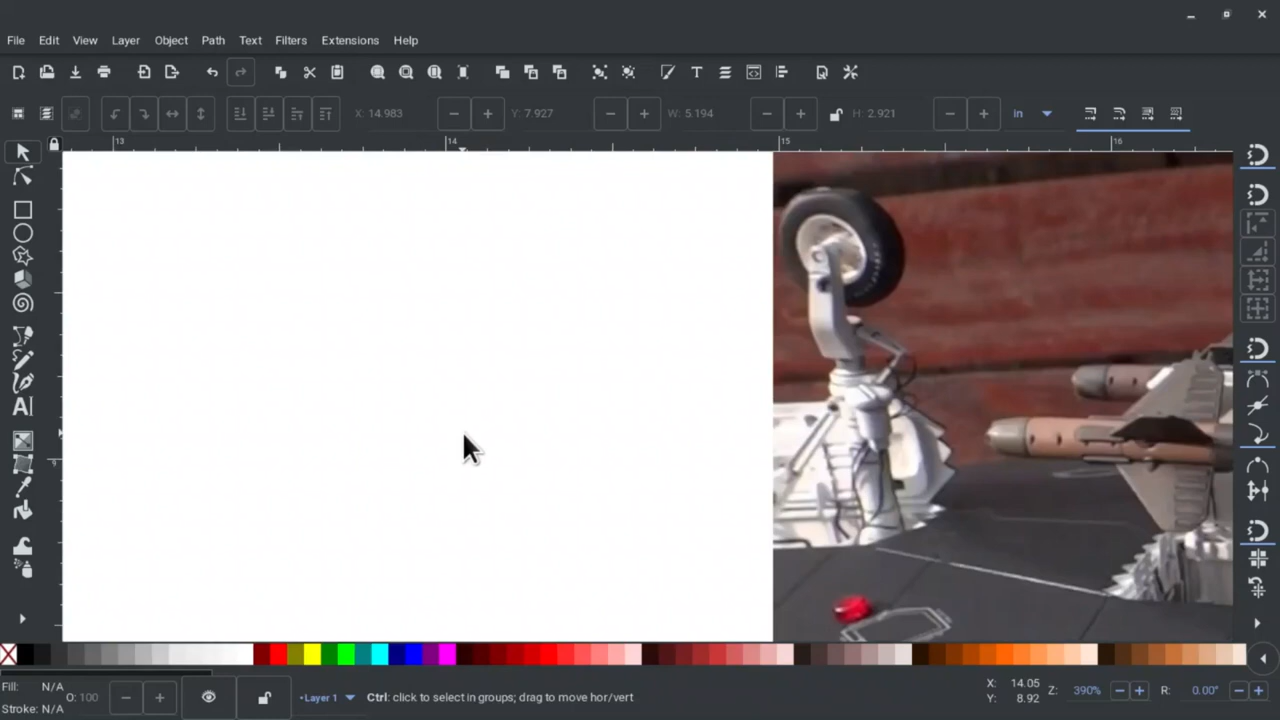 File Edit View Layer Object Path Text Filters Extensions Help
X: 14.983 Y: 7.927 W: 5.194 H: 2.921 in
13 14 15 16
9
Fill: N/A
Stroke: N/A
O: 100
•Layer 1
Ctrl: click to select in groups; drag to move hor/vert
X: 14.05
Y: 8.92
Z: 390%
R: 0.00°